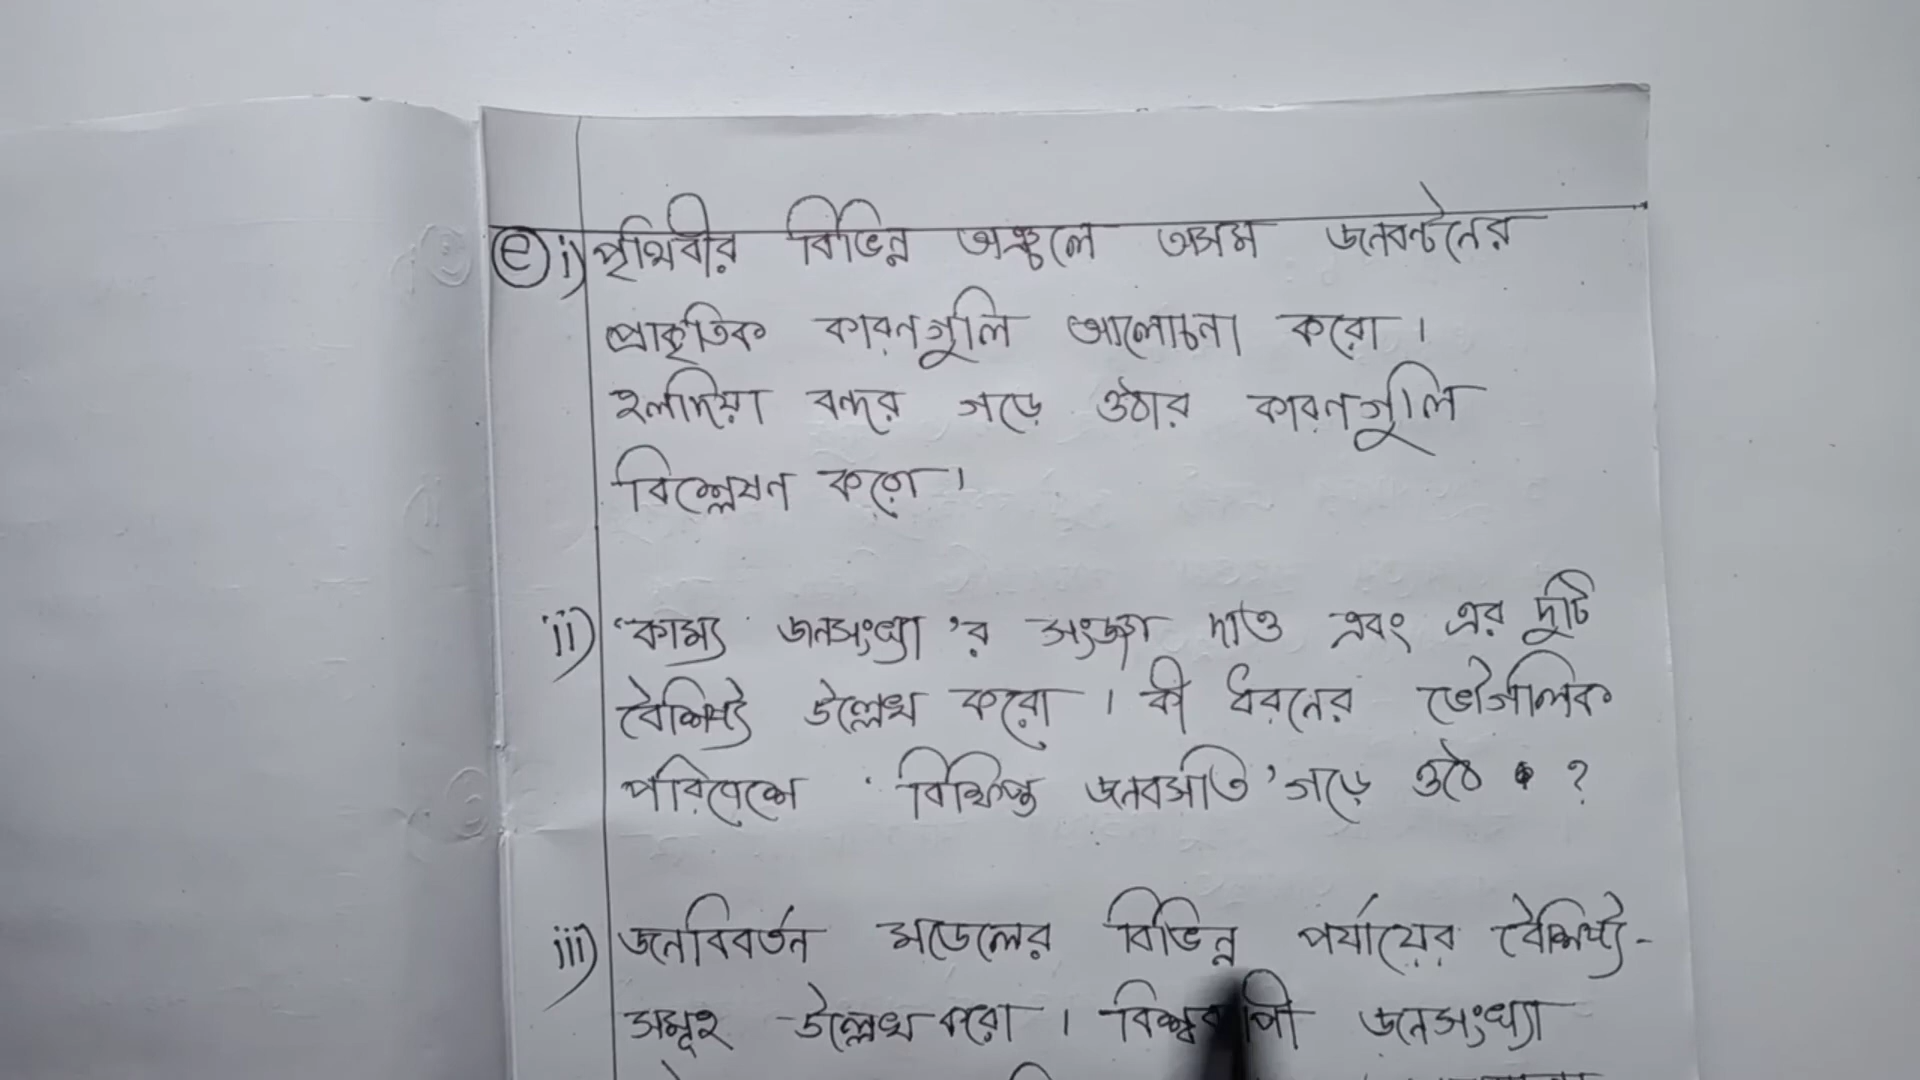 (e) i) পৃথিবীর বিভিন্ন অঞ্চলে অসম জনবন্টনের
প্রাকৃতিক কারণগুলি আলোচনা করো।
হলদিয়া বন্দর গড়ে ওঠার কারণগুলি
বিশ্লেষণ করো।
ii) 'কাম্য জনসংখ্যা'র সংজ্ঞা দাও এবং এর দুটি
বৈশিষ্ট্য উল্লেখ করো। কী ধরনের ভৌগলিক
পরিবেশে 'বিক্ষিপ্ত জনবসতি' গড়ে ওঠে ?
iii) জনবিবর্তন মডেলের বিভিন্ন পর্যায়ের বৈশিষ্ট্য-
সমূহ উল্লেখ করো। বিশ্বব্যাপী জনসংখ্যা